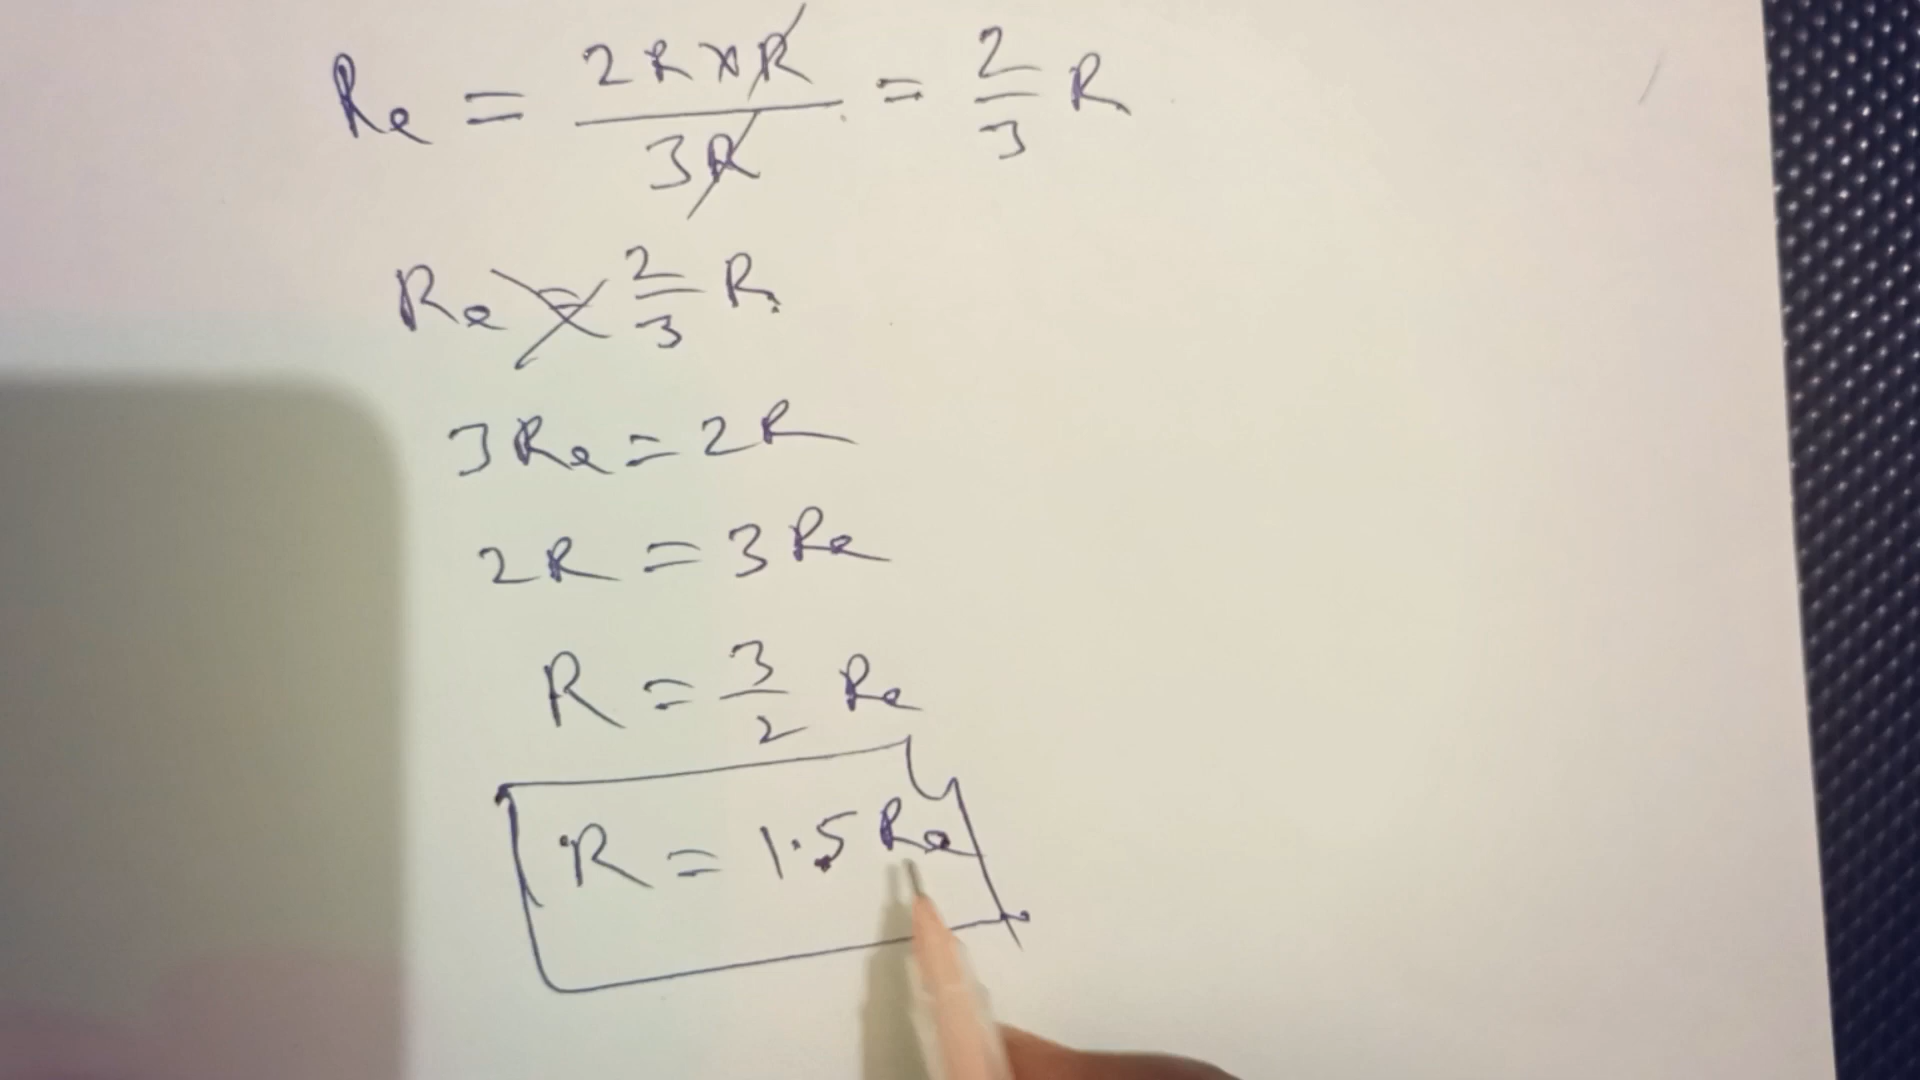 Re = 2R×R / 3R = 2/3 R
Re = 2/3 R
3Re = 2R
2R = 3Re
R = 3/2 Re
R = 1.5 Re